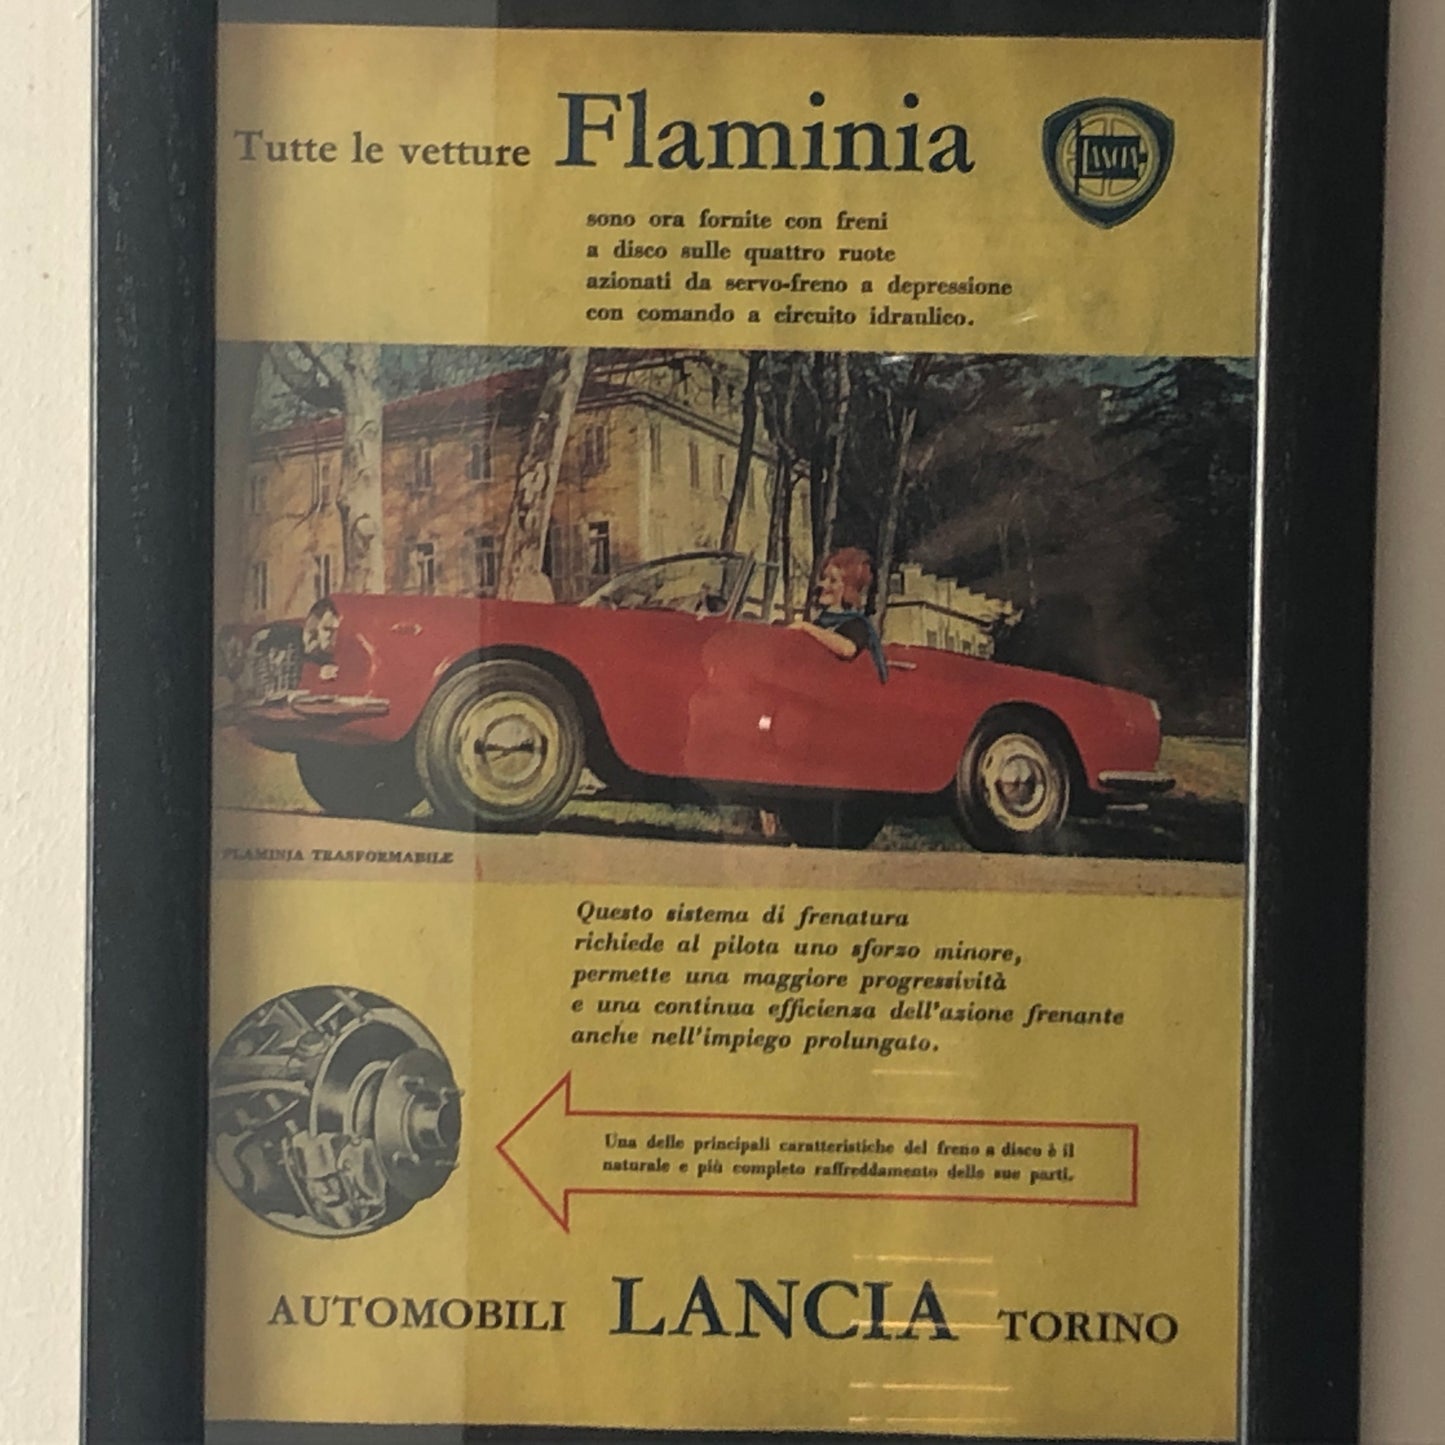 Tutte le vetture Flaminia
LANCIA
sono ora fornite con freni
a disco sulle quattro ruote
azionati da servo-freno a depressione
con comando a circuito idraulico.
FLAMINIA TRASFORMABILE
Questo sistema di frenatura
richiede al pilota uno sforzo minore,
permette una maggiore progressività
e una continua efficienza dell'azione frenante
anche nell'impiego prolungato.
Una delle principali caratteristiche del freno a disco è il
naturale e più completo raffreddamento delle sue parti.
AUTOMOBILI LANCIA TORINO